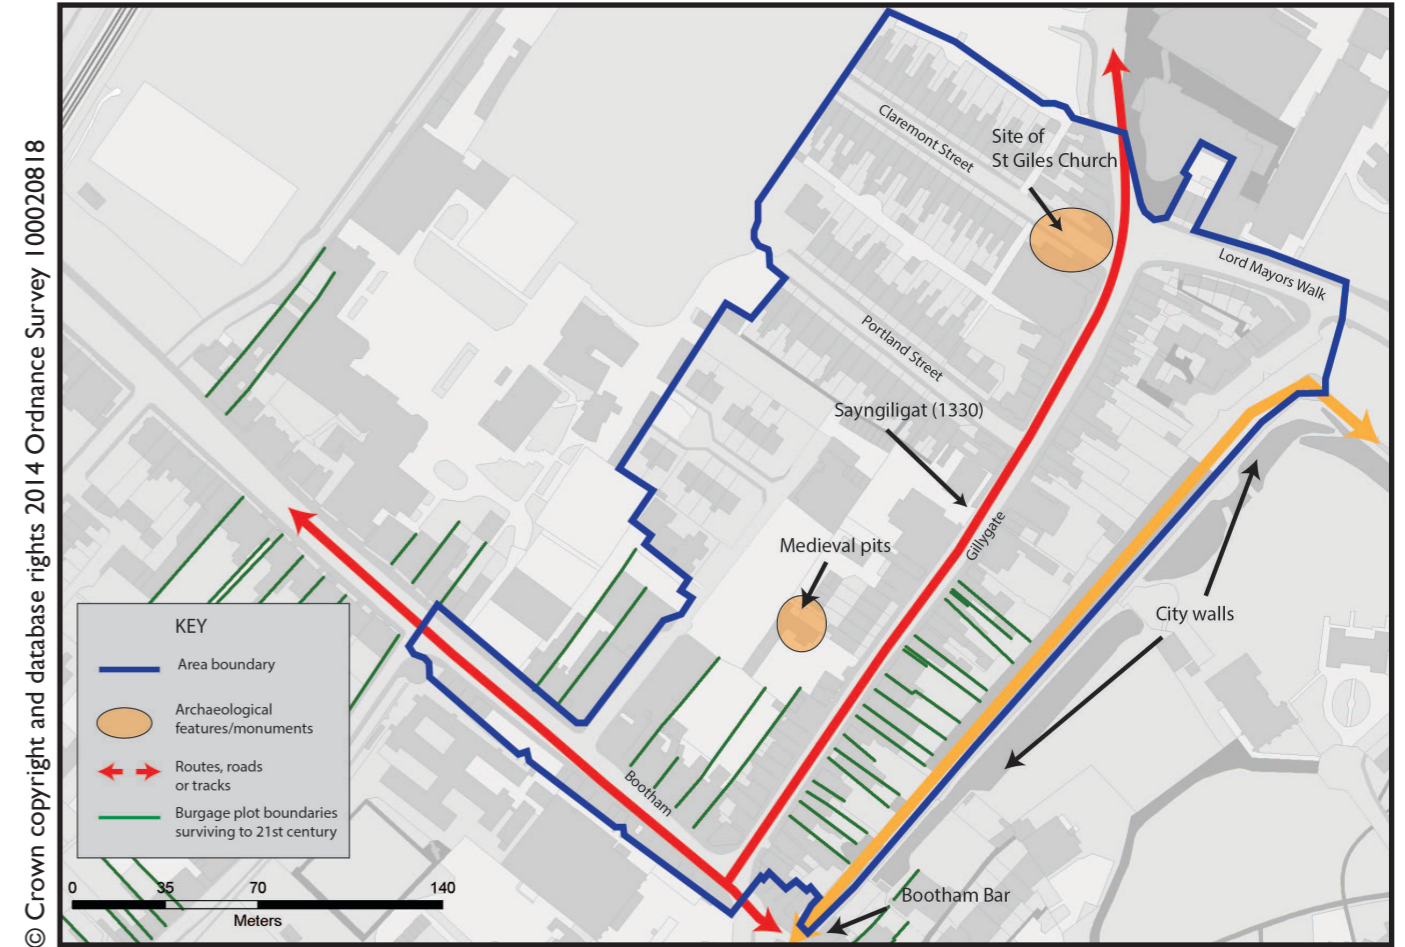 © Crown copyright and database rights 2014 Ordnance Survey 100020818
Claremont Street
Site of
St Giles Church
Lord Mayors Walk
Portland Street
Sayngiligat (1330)
Gillygate
Medieval pits
City walls
Bootham
Bootham Bar
KEY
Area boundary
Archaeological
features/monuments
Routes, roads
or tracks
Burgage plot boundaries
surviving to 21st century
0 35 70 140
Meters